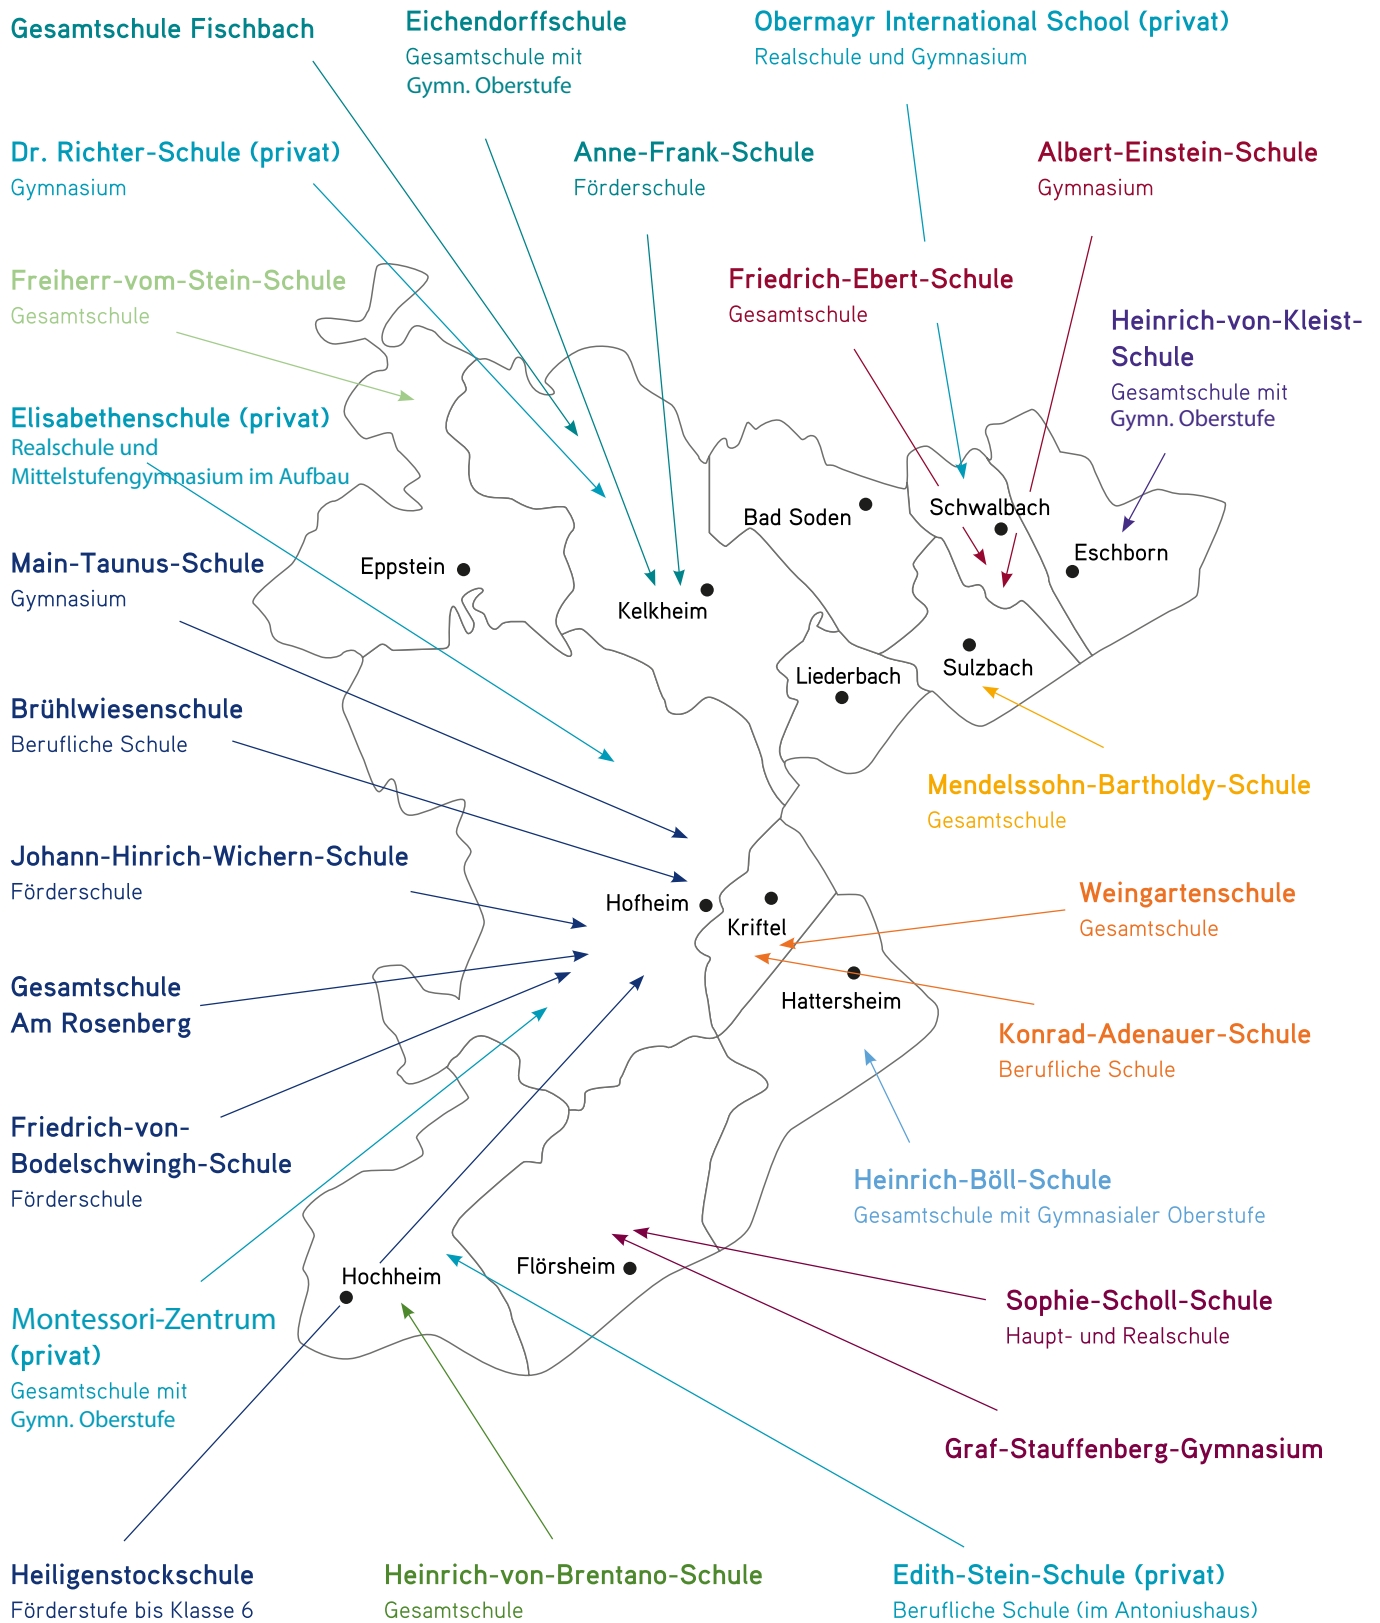 Gesamtschule Fischbach
Eichendorffschule
Gesamtschule mit
Gymn. Oberstufe
Obermayr International School (privat)
Realschule und Gymnasium
Dr. Richter-Schule (privat)
Gymnasium
Anne-Frank-Schule
Förderschule
Albert-Einstein-Schule
Gymnasium
Freiherr-vom-Stein-Schule
Gesamtschule
Friedrich-Ebert-Schule
Gesamtschule
Heinrich-von-Kleist-
Schule
Gesamtschule mit
Gymn. Oberstufe
Elisabethenschule (privat)
Realschule und
Mittelstufengymnasium im Aufbau
Bad Soden
Schwalbach
Eschborn
Main-Taunus-Schule
Gymnasium
Eppstein
Kelkheim
Liederbach
Sulzbach
Brühlwiesenschule
Berufliche Schule
Mendelssohn-Bartholdy-Schule
Gesamtschule
Johann-Hinrich-Wichern-Schule
Förderschule
Hofheim
Kriftel
Weingartenschule
Gesamtschule
Gesamtschule
Am Rosenberg
Hattersheim
Konrad-Adenauer-Schule
Berufliche Schule
Friedrich-von-
Bodelschwingh-Schule
Förderschule
Heinrich-Böll-Schule
Gesamtschule mit Gymnasialer Oberstufe
Hochheim
Flörsheim
Montessori-Zentrum
(privat)
Gesamtschule mit
Gymn. Oberstufe
Sophie-Scholl-Schule
Haupt- und Realschule
Graf-Stauffenberg-Gymnasium
Heiligenstockschule
Förderstufe bis Klasse 6
Heinrich-von-Brentano-Schule
Gesamtschule
Edith-Stein-Schule (privat)
Berufliche Schule (im Antoniushaus)